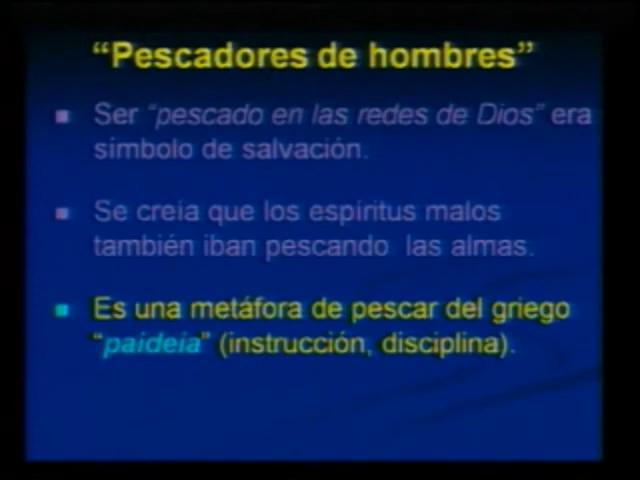 “Pescadores de hombres”
Ser “pescado en las redes de Dios” era
símbolo de salvación.
Se creía que los espíritus malos
también iban pescando las almas.
Es una metáfora de pescar del griego
“paideia” (instrucción, disciplina).